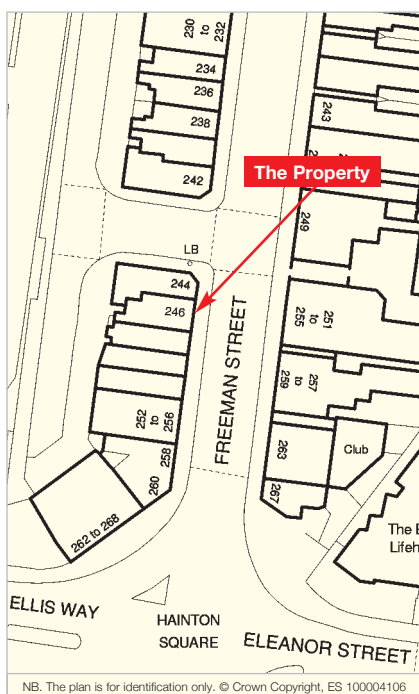 230
to
232
234
236
238
242
243
The Property
249
LB
244
246
251
to
255
FREEMAN STREET
257
to
259
252
to
256
258
260
263
Club
267
262 to 268
The
Lifeh
ELLIS WAY
HAINTON
SQUARE
ELEANOR STREET
NB. The plan is for identification only. © Crown Copyright, ES 100004106